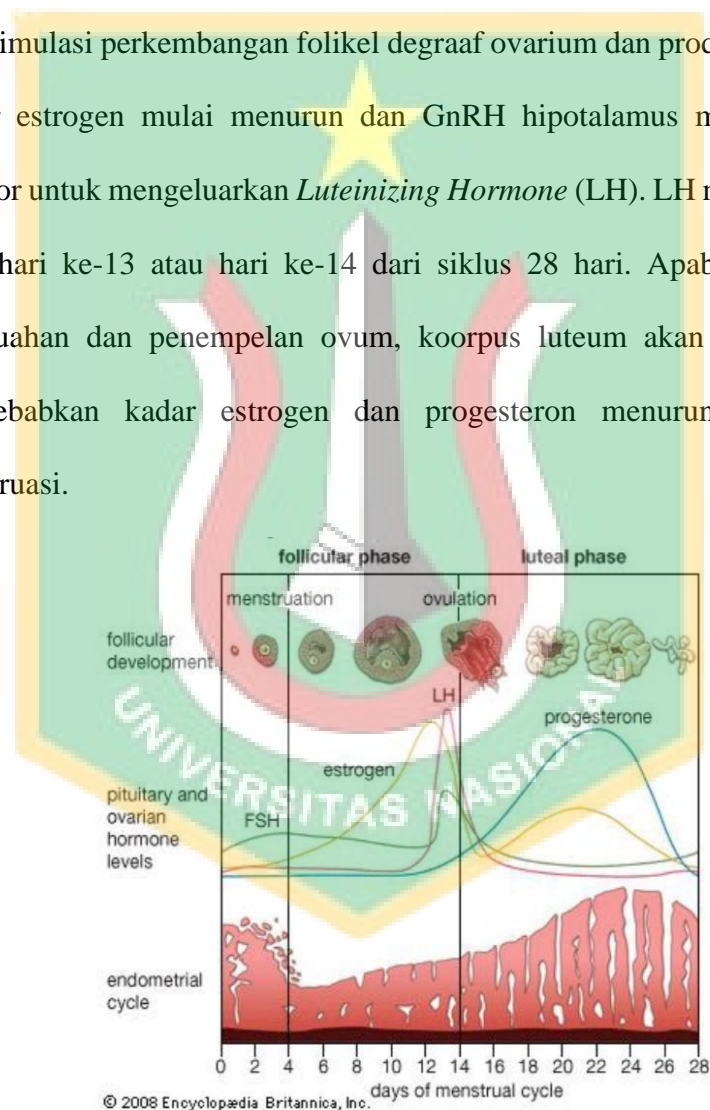 imulasi perkembangan folikel degraaf ovarium dan proc
estrogen mulai menurun dan GnRH hipotalamus m
or untuk mengeluarkan Luteinizing Hormone (LH). LH m
hari ke-13 atau hari ke-14 dari siklus 28 hari. Apab
uahan dan penempelan ovum, koorpus luteum akan
ebabkan kadar estrogen dan progesteron menurun
ruasi.
follicular phase luteal phase
menstruation ovulation
follicular
development
LH
progesterone
estrogen
UNIVERSITAS NASIONAL
pituitary and
ovarian
hormone
levels
FSH
endometrial
cycle
0 2 4 6 8 10 12 14 16 18 20 22 24 26 28
days of menstrual cycle
© 2008 Encyclopædia Britannica, Inc.